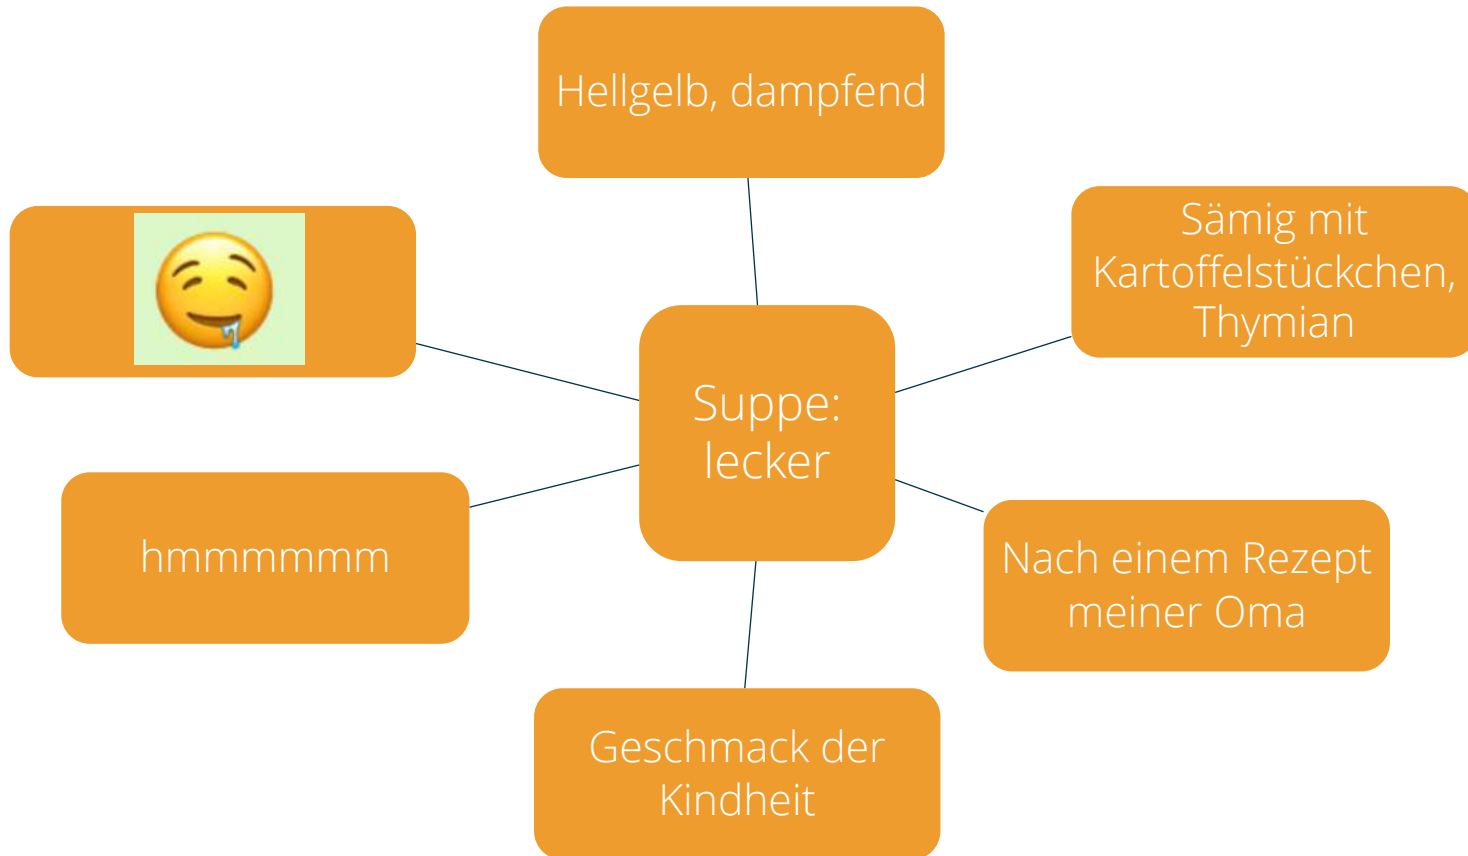 Hellgelb, dampfend
Sämig mit
Kartoffelstückchen,
Thymian
Suppe:
lecker
hmmmmmm
Nach einem Rezept
meiner Oma
Geschmack der
Kindheit